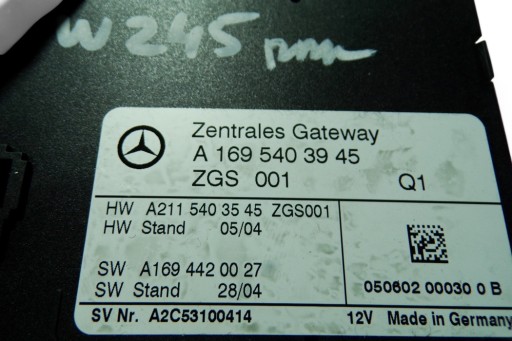 W245
Zentrales Gateway
A 169 540 39 45
ZGS 001 Q1
HW A211 540 35 45 ZGS001
HW Stand 05/04
SW A169 442 00 27
SW Stand 28/04
050602 00030 0 B
SV Nr. A2C53100414 12V Made in Germany